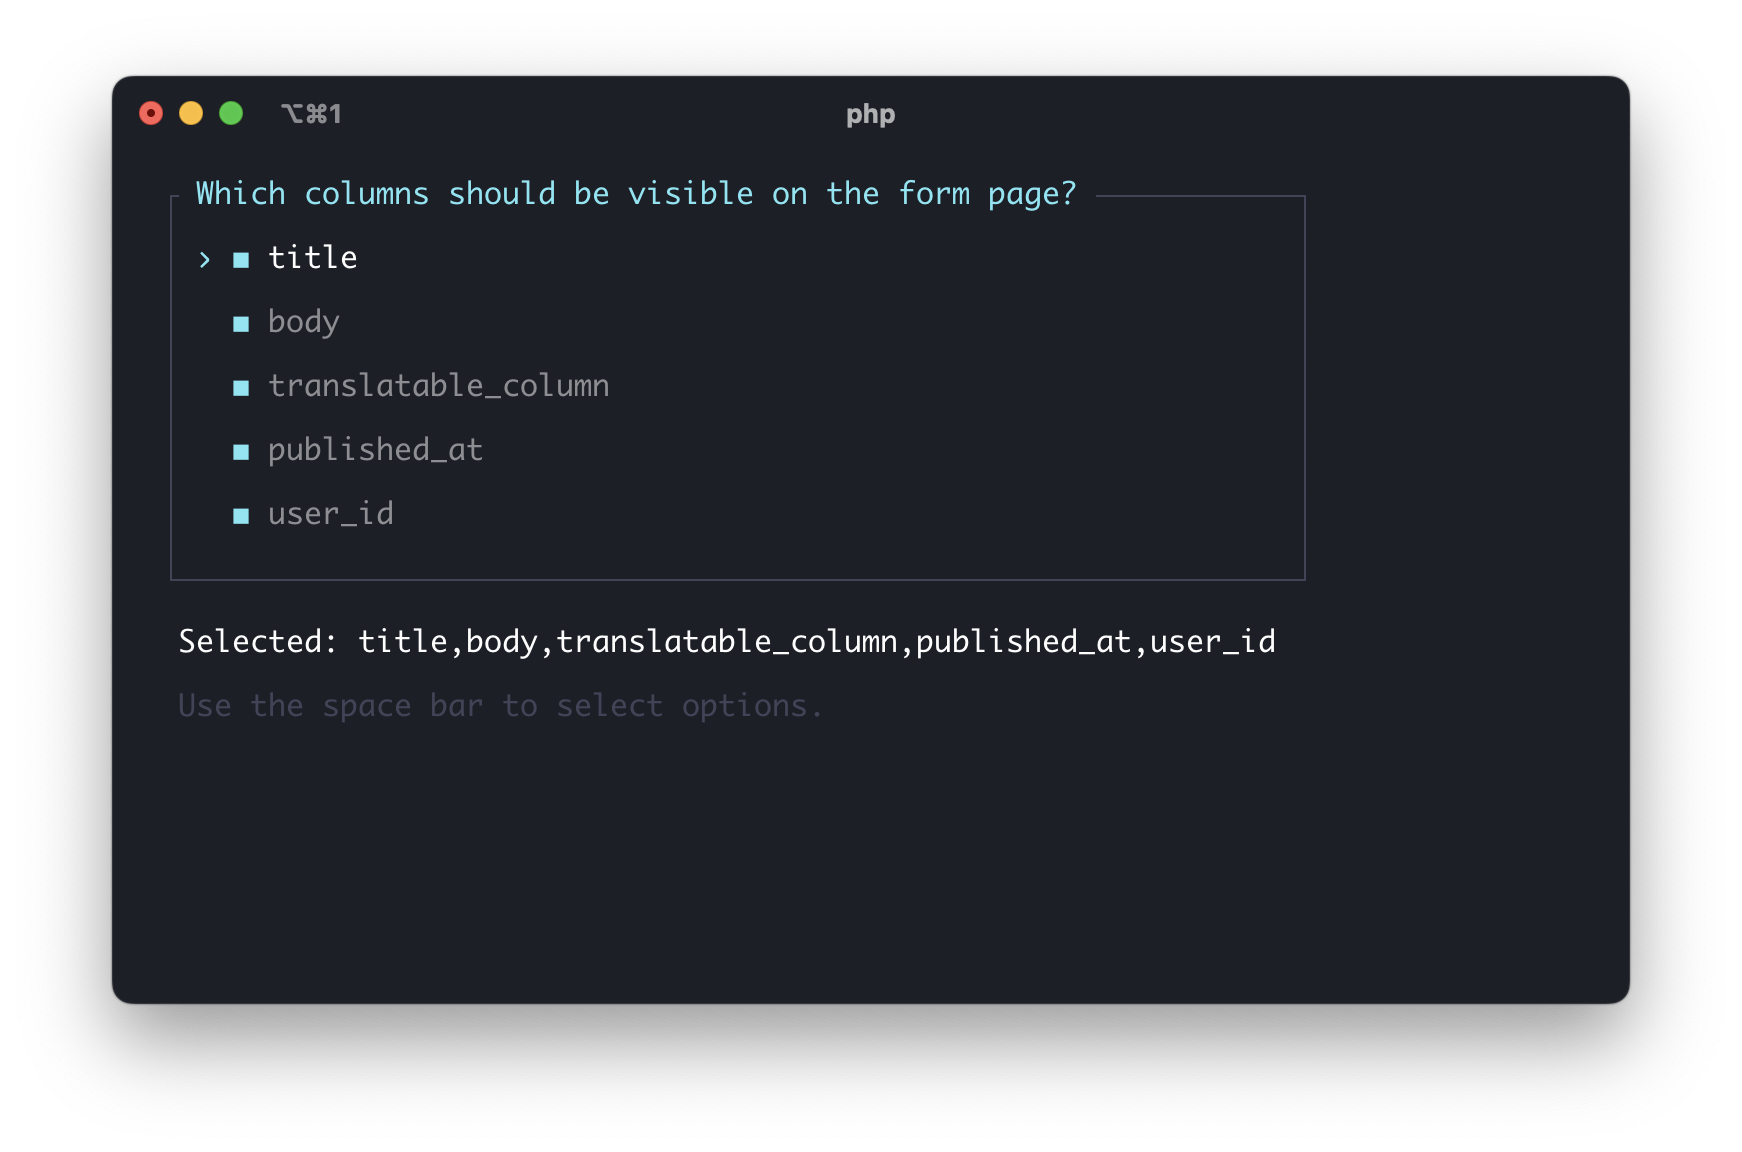 ⌥⌘1
php
Which columns should be visible on the form page?
› ■ title
■ body
■ translatable_column
■ published_at
■ user_id
Selected: title,body,translatable_column,published_at,user_id
Use the space bar to select options.